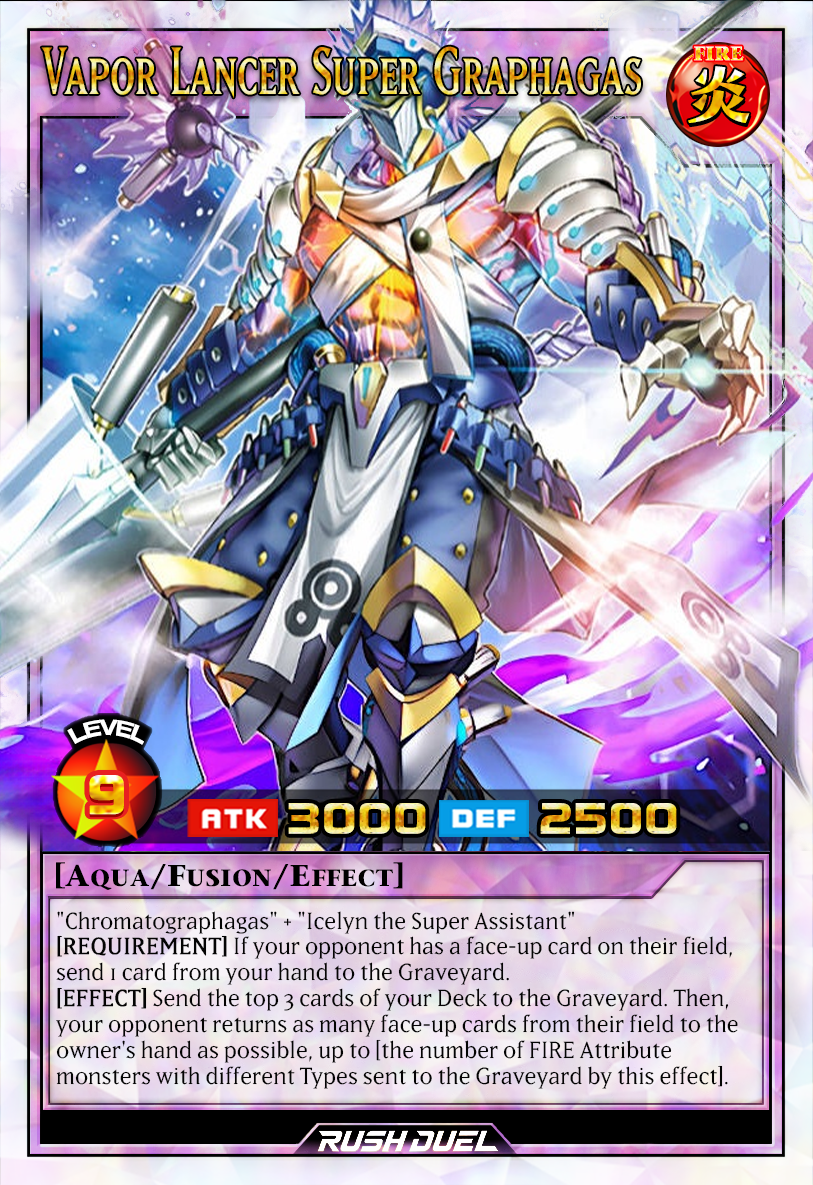 VAPOR LANCER SUPER GRAPHAGAS
FIRE
炎
LEVEL
9
ATK 3000 DEF 2500
[AQUA/FUSION/EFFECT]
"Chromatographagas" + "Icelyn the Super Assistant"
[REQUIREMENT] If your opponent has a face-up card on their field,
send 1 card from your hand to the Graveyard.
[EFFECT] Send the top 3 cards of your Deck to the Graveyard. Then,
your opponent returns as many face-up cards from their field to the
owner's hand as possible, up to [the number of FIRE Attribute
monsters with different Types sent to the Graveyard by this effect].
RUSH DUEL